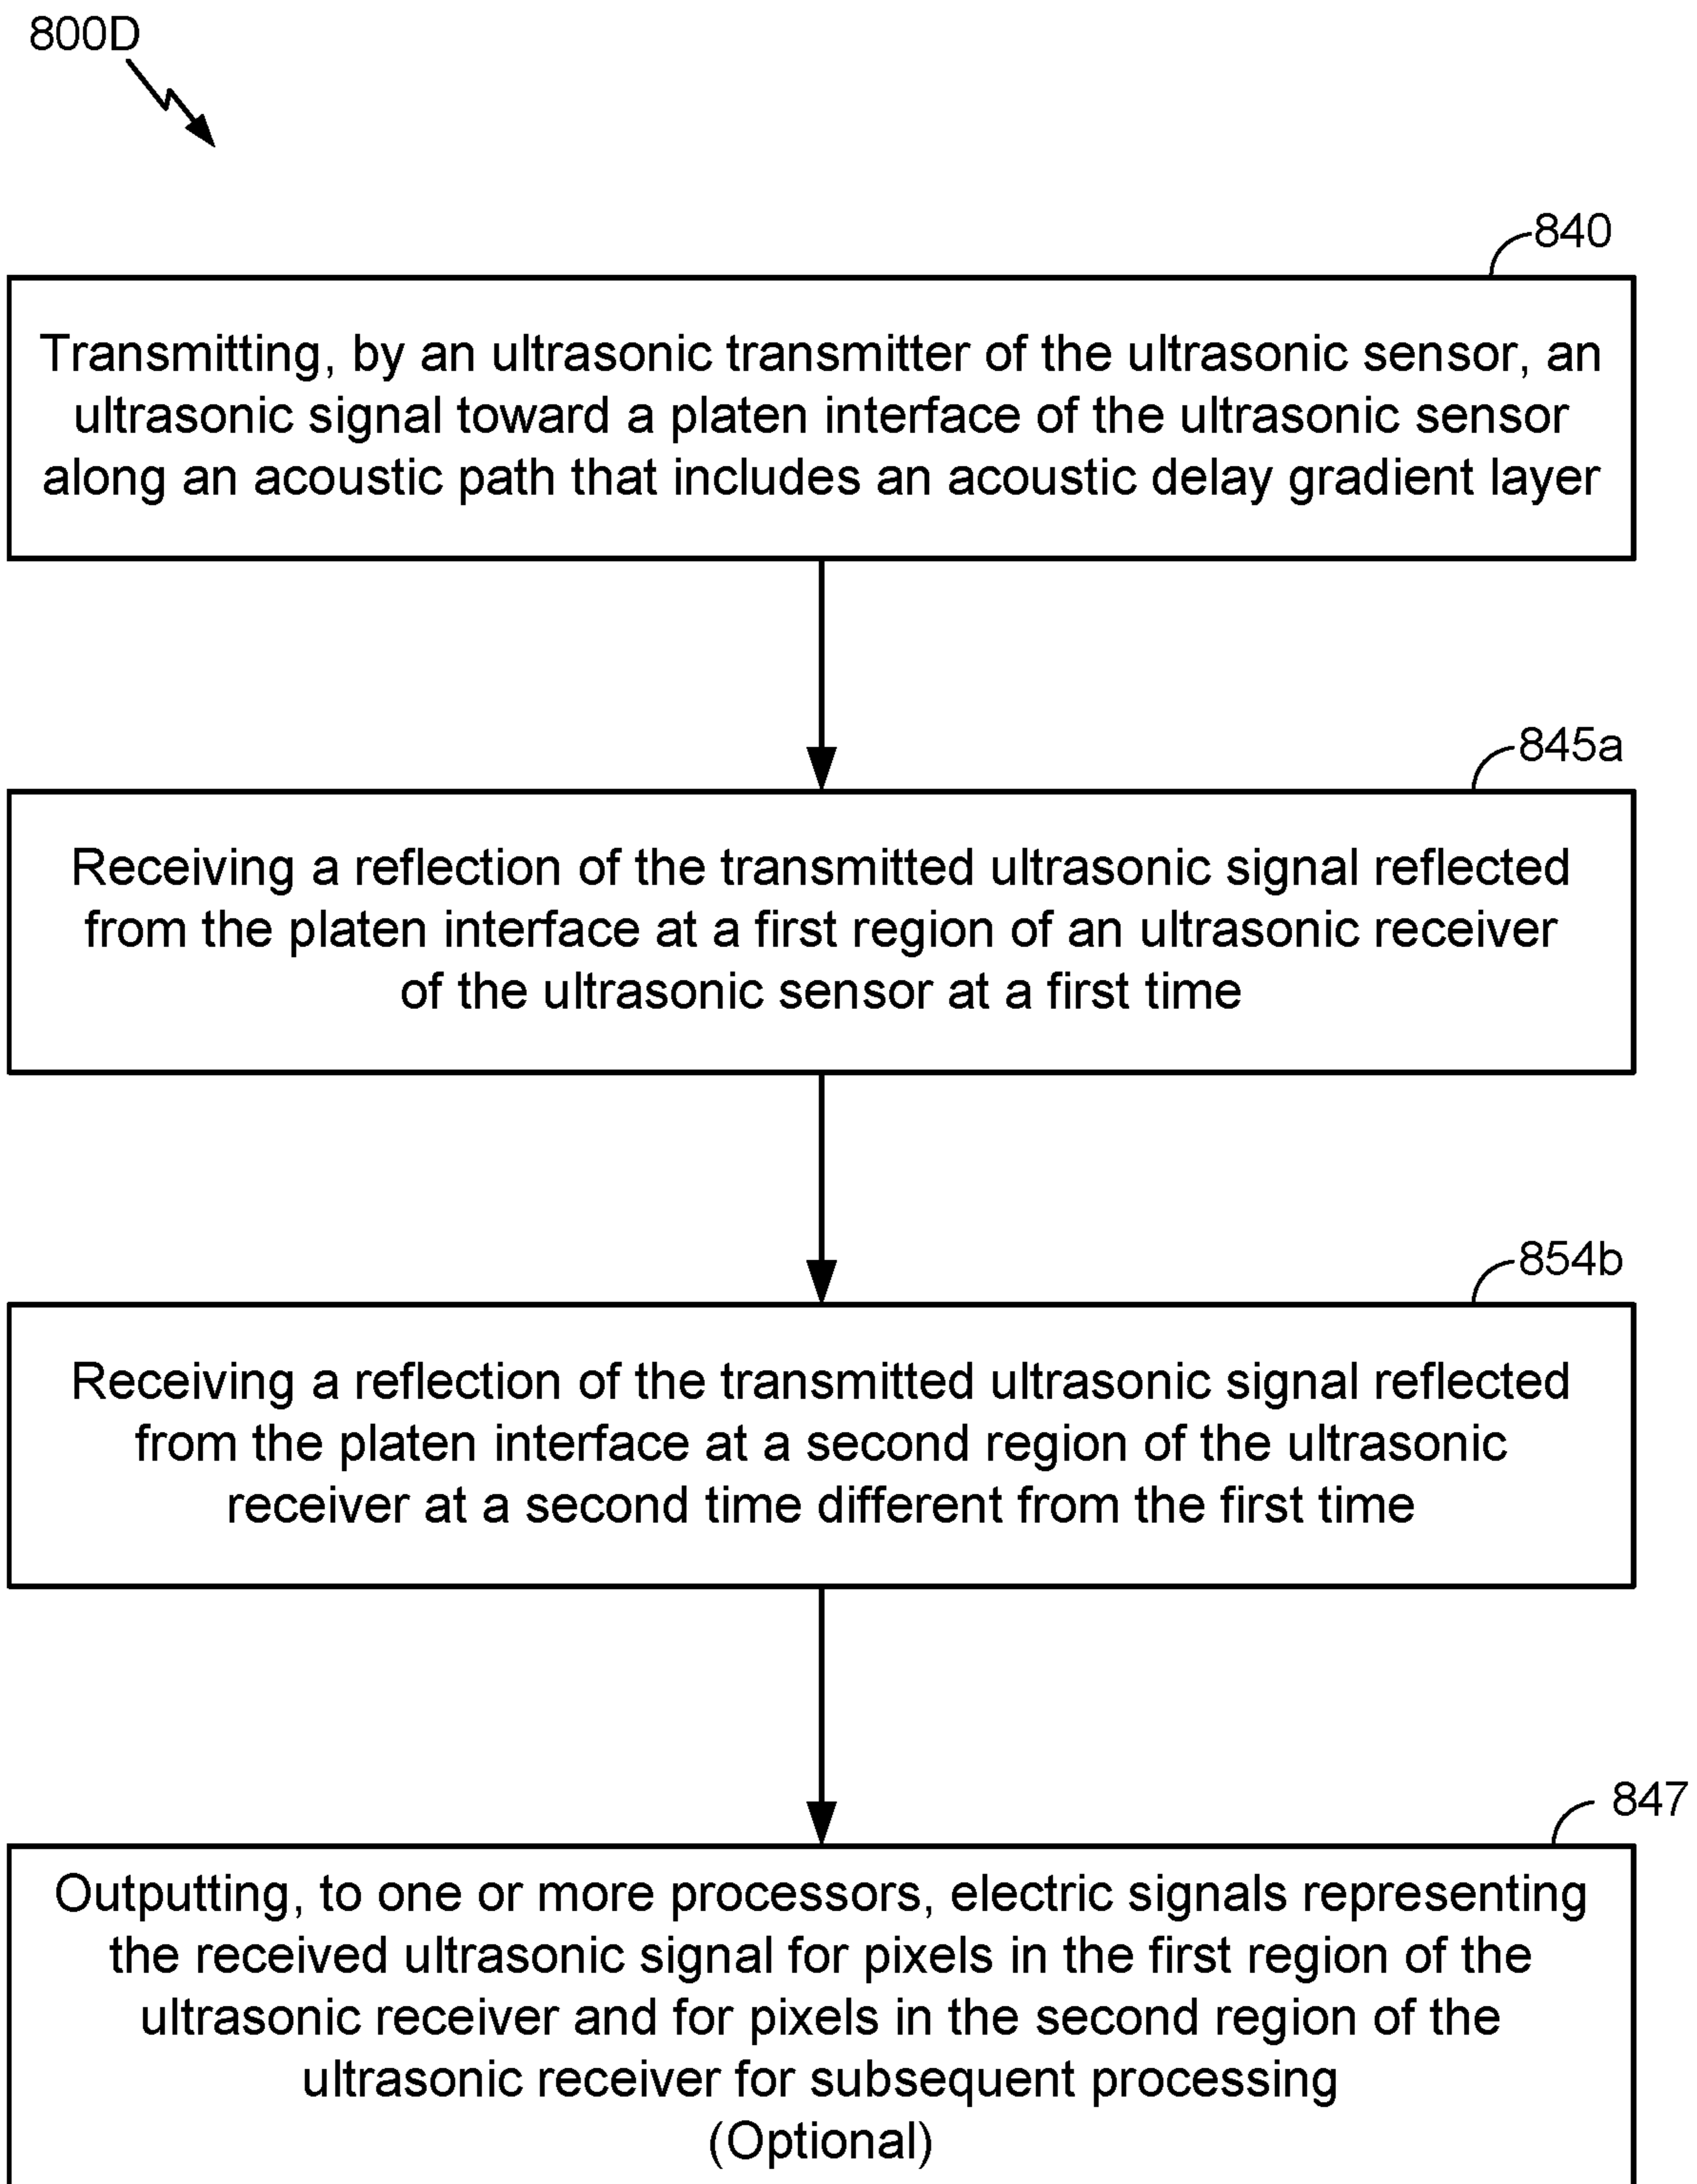 800D
840
Transmitting, by an ultrasonic transmitter of the ultrasonic sensor, an
ultrasonic signal toward a platen interface of the ultrasonic sensor
along an acoustic path that includes an acoustic delay gradient layer
845a
Receiving a reflection of the transmitted ultrasonic signal reflected
from the platen interface at a first region of an ultrasonic receiver
of the ultrasonic sensor at a first time
854b
Receiving a reflection of the transmitted ultrasonic signal reflected
from the platen interface at a second region of the ultrasonic
receiver at a second time different from the first time
847
Outputting, to one or more processors, electric signals representing
the received ultrasonic signal for pixels in the first region of the
ultrasonic receiver and for pixels in the second region of the
ultrasonic receiver for subsequent processing
(Optional)